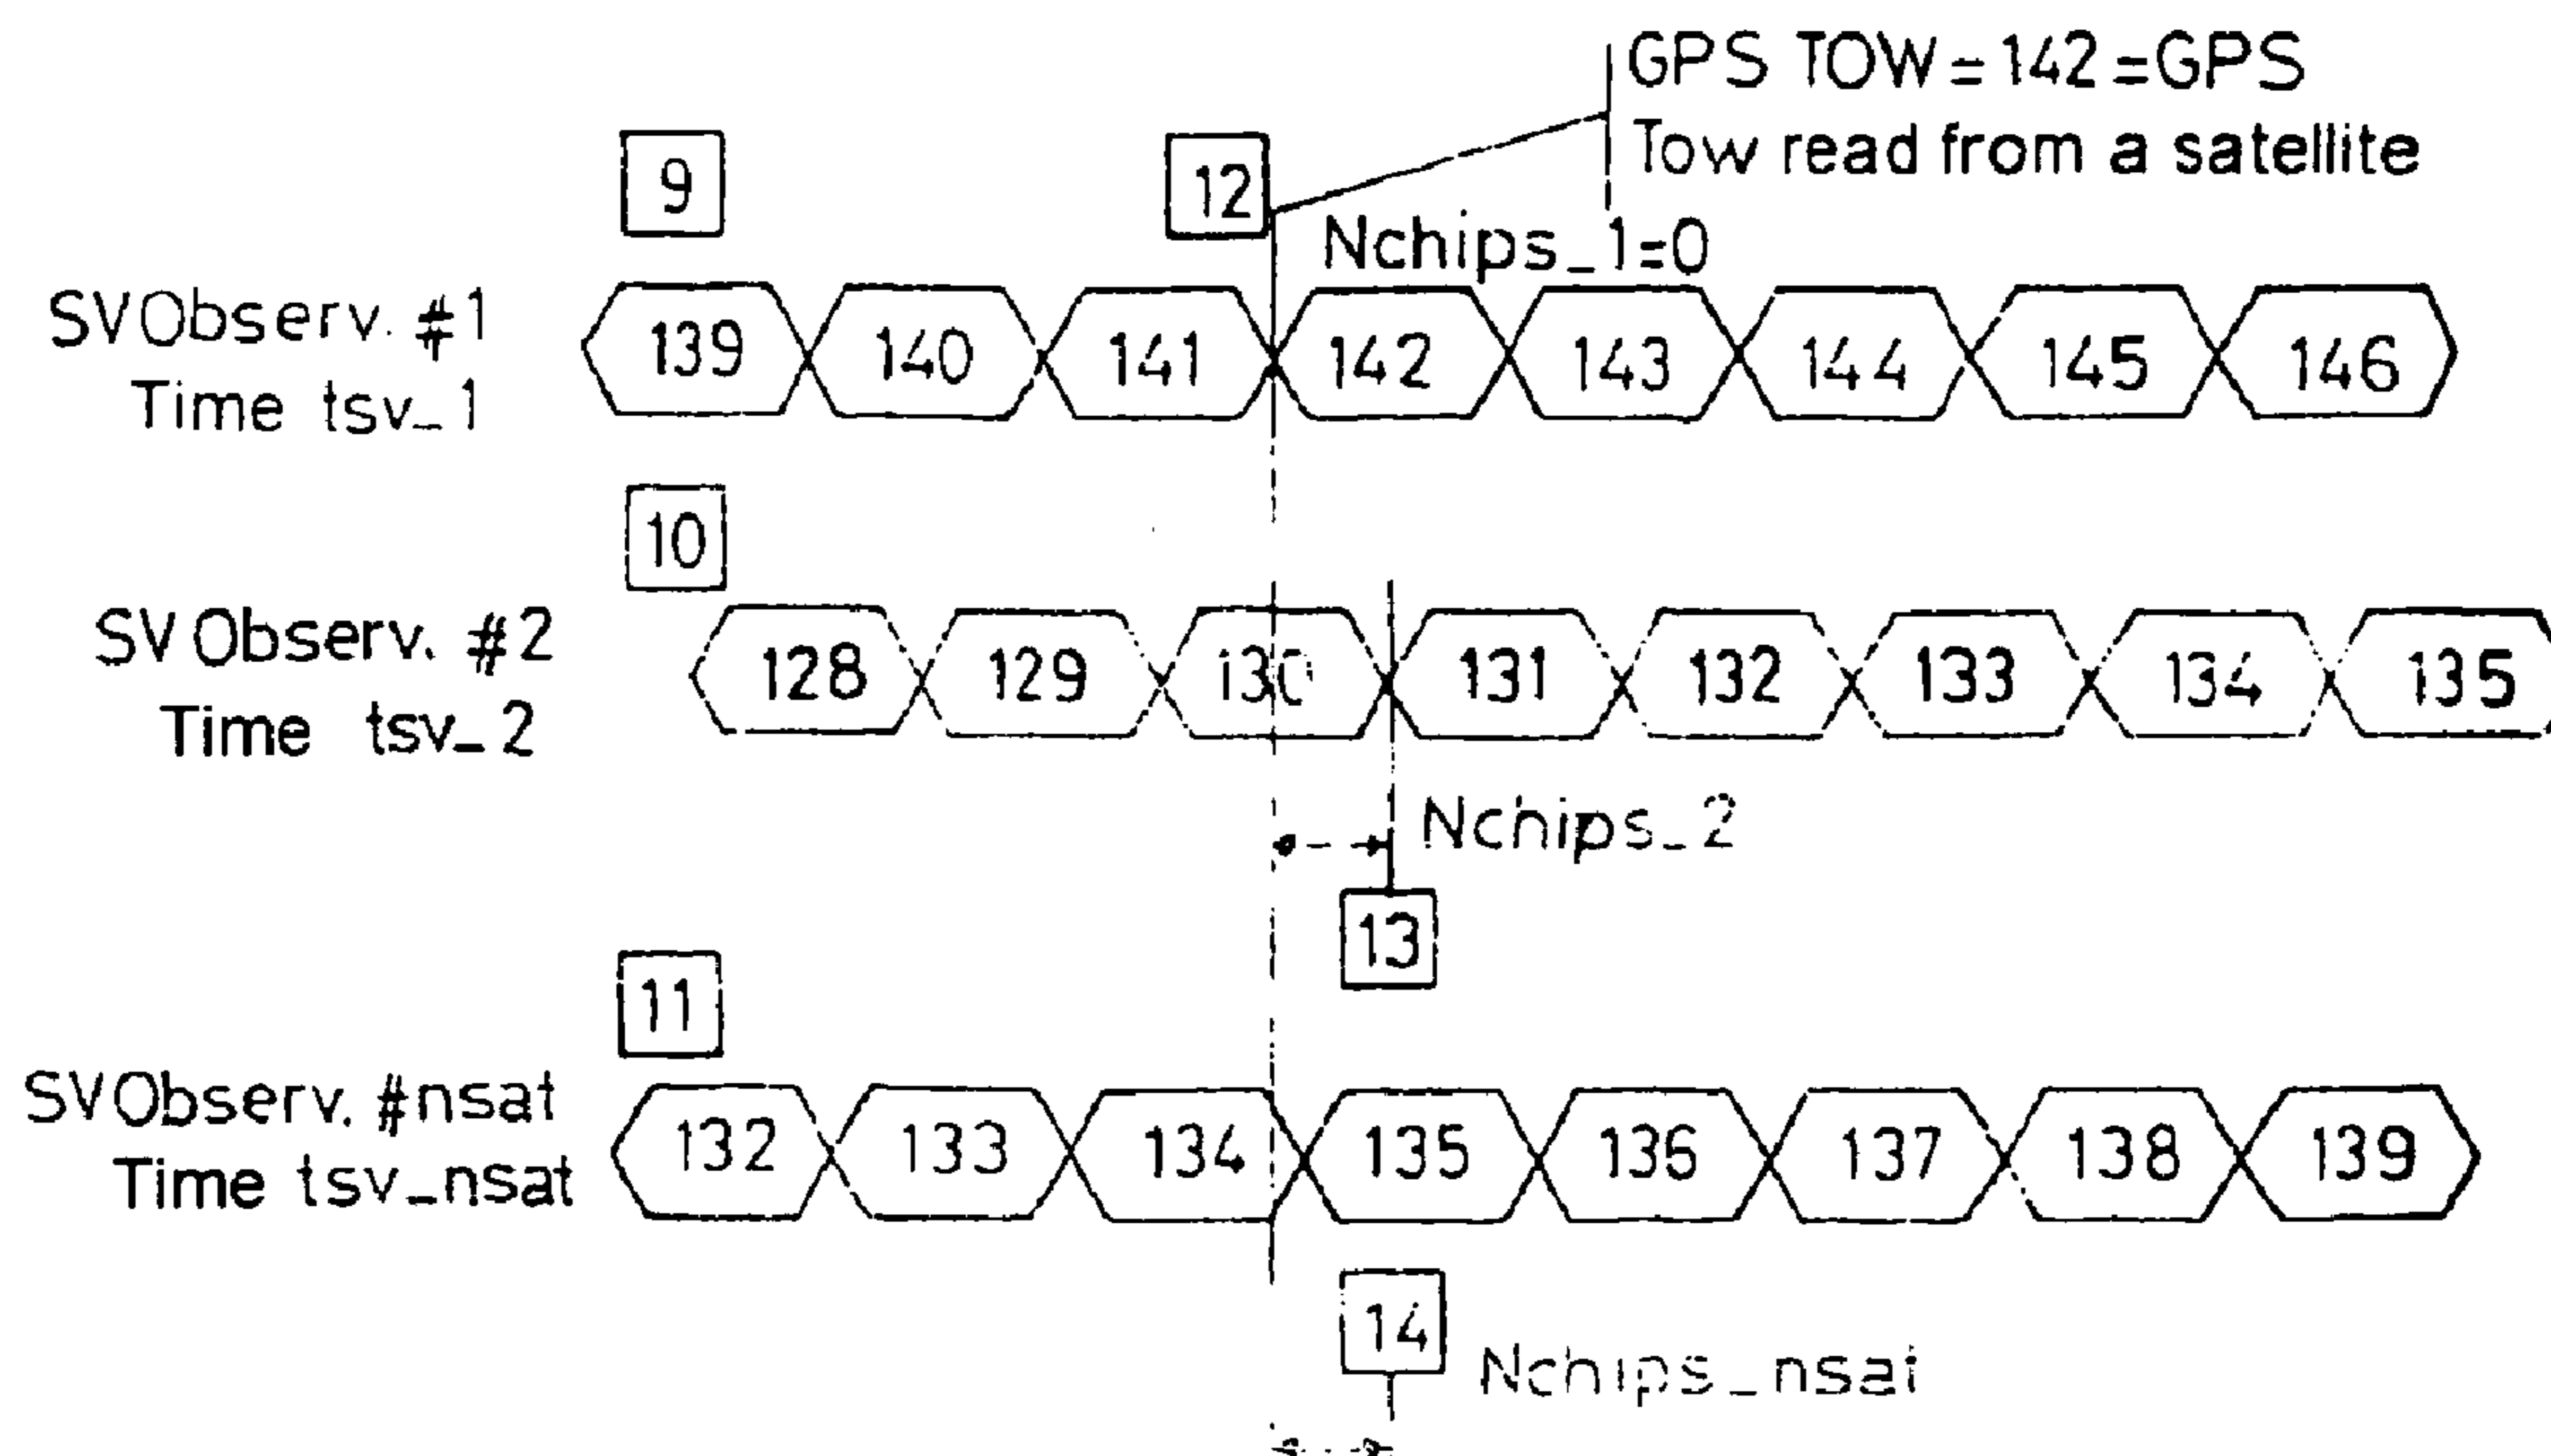 GPS TOW = 142 = GPS
Tow read from a satellite
9
12
Nchips_1=0
SVObserv. #1
Time tsv_1
139 140 141 142 143 144 145 146
10
SV Observ. #2
Time tsv_2
128 129 130 131 132 133 134 135
Nchips_2
13
11
SVObserv. #nsat
Time tsv_nsat
132 133 134 135 136 137 138 139
14
Nchips_nsat